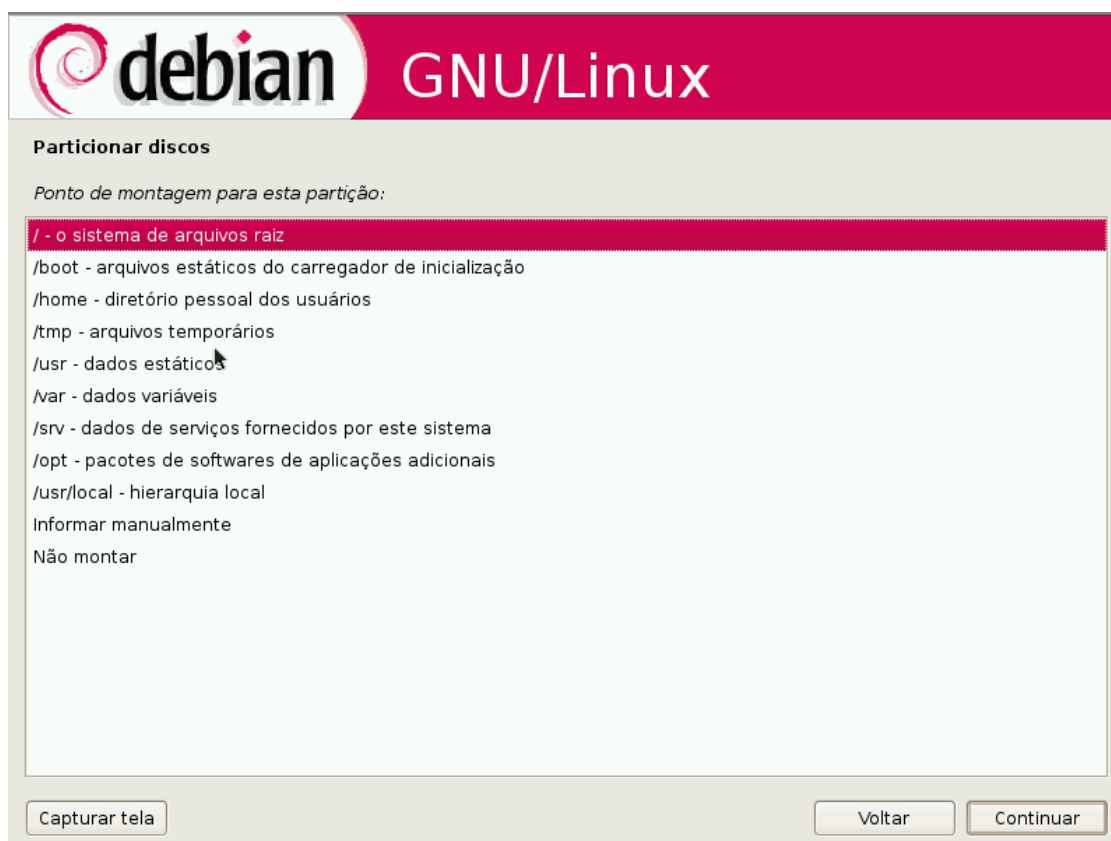 debian GNU/Linux
Particionar discos
Ponto de montagem para esta partição:
/ - o sistema de arquivos raiz
/boot - arquivos estáticos do carregador de inicialização
/home - diretório pessoal dos usuários
/tmp - arquivos temporários
/usr - dados estáticos
/var - dados variáveis
/srv - dados de serviços fornecidos por este sistema
/opt - pacotes de softwares de aplicações adicionais
/usr/local - hierarquia local
Informar manualmente
Não montar
Capturar tela Voltar Continuar